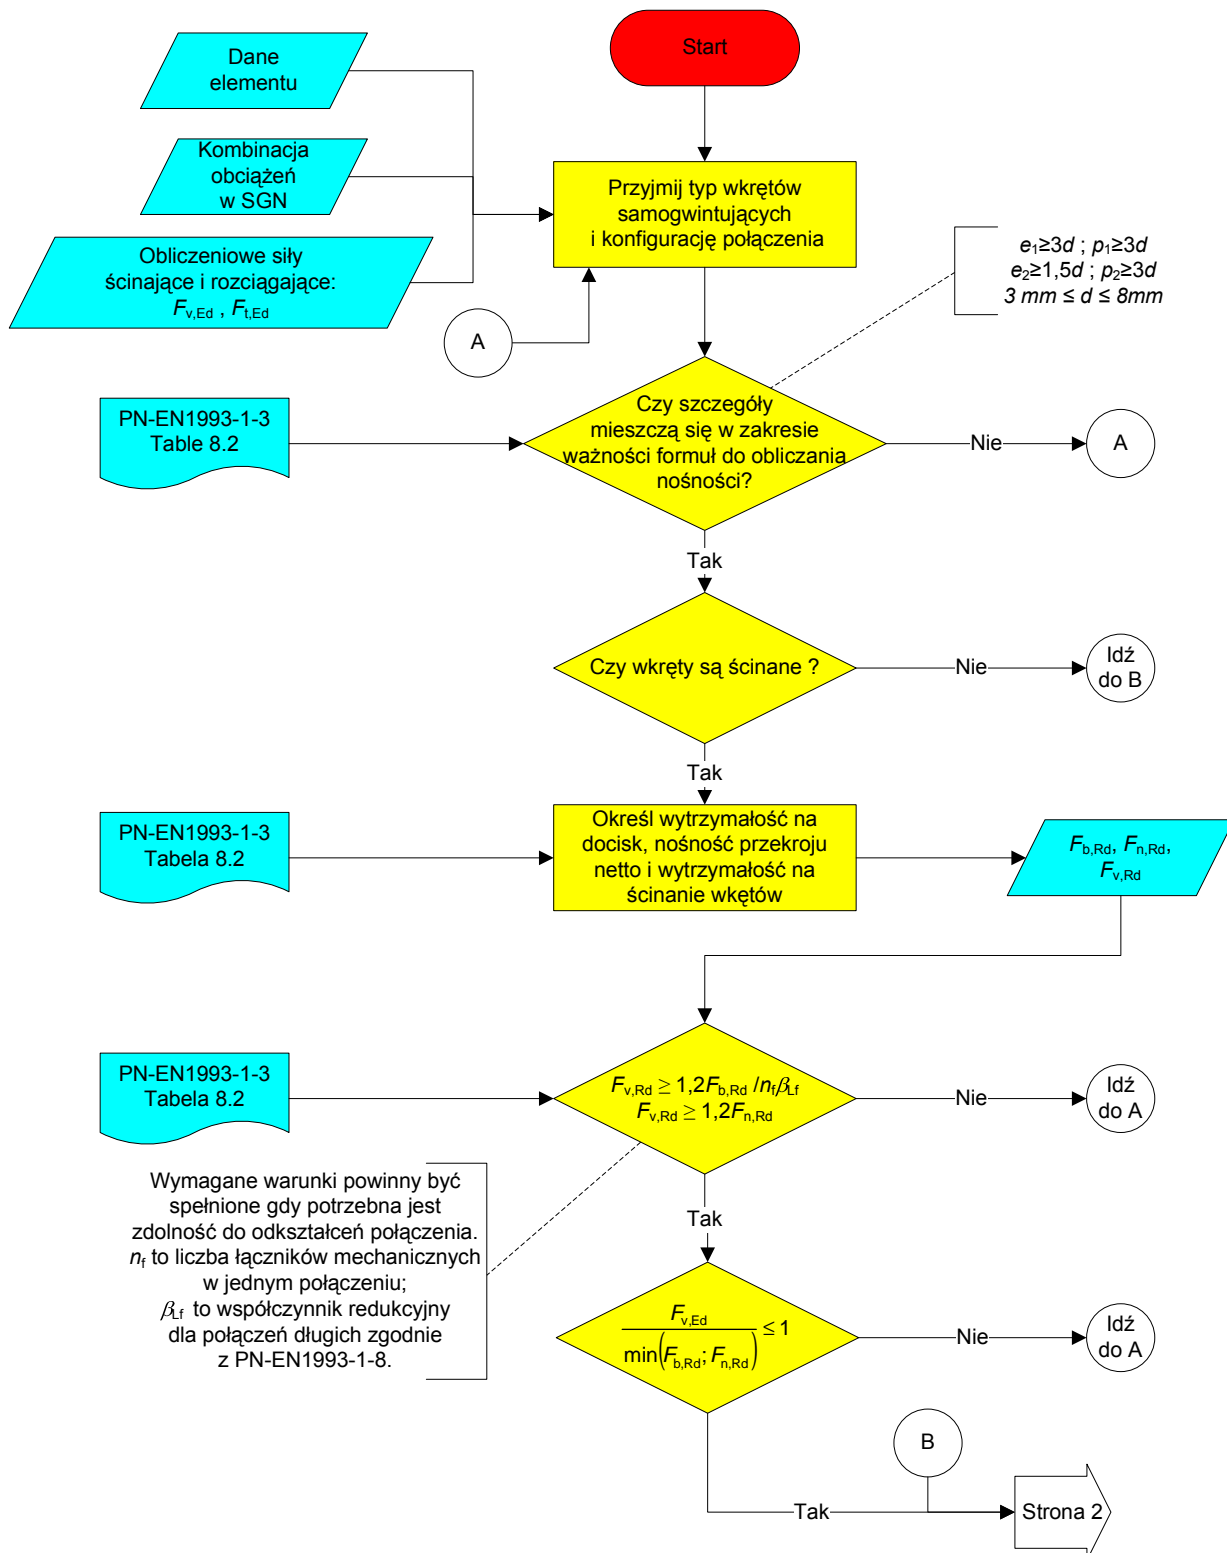 Start
Dane
elementu
Kombinacja
obciążeń
w SGN
Obliczeniowe siły
ścinające i rozciągające:
Fv,Ed , Ft,Ed
Przyjmij typ wkrętów
samogwintujących
i konfigurację połączenia
A
e1≥3d ; p1≥3d
e2≥1,5d ; p2≥3d
3 mm ≤ d ≤ 8mm
PN-EN1993-1-3
Table 8.2
Czy szczegóły
mieszczą się w zakresie
ważności formuł do obliczania
nośności?
Nie
A
Tak
Czy wkręty są ścinane ?
Nie
Idź
do B
Tak
PN-EN1993-1-3
Tabela 8.2
Określ wytrzymałość na
docisk, nośność przekroju
netto i wytrzymałość na
ścinanie wkętów
Fb,Rd, Fn,Rd,
Fv,Rd
PN-EN1993-1-3
Tabela 8.2
Fv,Rd ≥ 1,2Fb,Rd /nfβLf
Fv,Rd ≥ 1,2Fn,Rd
Nie
Idź
do A
Wymagane warunki powinny być
spełnione gdy potrzebna jest
zdolność do odkształceń połączenia.
nf to liczba łączników mechanicznych
w jednym połączeniu;
βLf to współczynnik redukcyjny
dla połączeń długich zgodnie
z PN-EN1993-1-8.
Tak
Fv,Ed
min(Fb,Rd; Fn,Rd) ≤ 1
Nie
Idź
do A
B
Tak
Strona 2